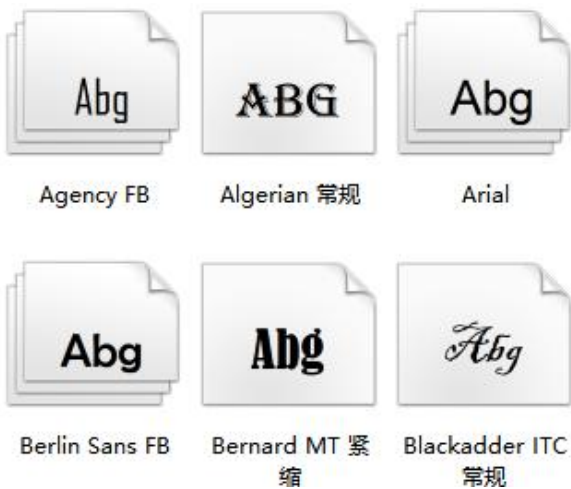 Abg ABG Abg
Agency FB Algerian 常规 Arial
Abg Abg Abg
Berlin Sans FB Bernard MT 紧 Blackadder ITC
缩 常规